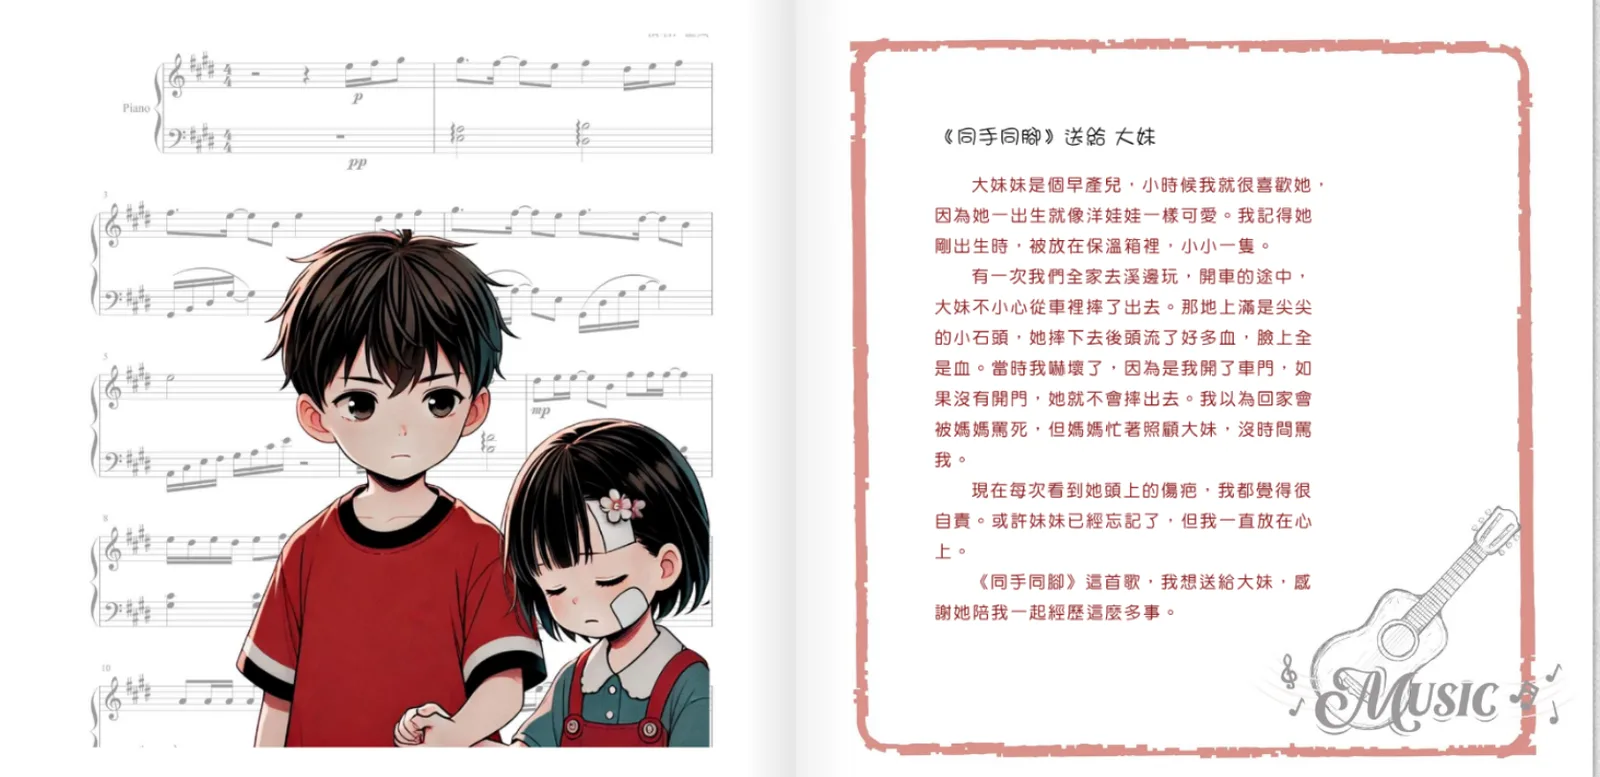 Piano
p
pp
3
5
mp
8
10
《同手同腳》送給 大妹
大妹妹是個早產兒，小時候我就很喜歡她，
因為她一出生就像洋娃娃一樣可愛。我記得她
剛出生時，被放在保溫箱裡，小小一隻。
有一次我們全家去溪邊玩，開車的途中，
大妹不小心從車裡摔了出去。那地上滿是尖尖
的小石頭，她摔下去後頭流了好多血，臉上全
是血。當時我嚇壞了，因為是我開了車門，如
果沒有開門，她就不會摔出去。我以為回家會
被媽媽罵死，但媽媽忙著照顧大妹，沒時間罵
我。
現在每次看到她頭上的傷疤，我都覺得很
自責。或許妹妹已經忘記了，但我一直放在心
上。
《同手同腳》這首歌，我想送給大妹，感
謝她陪我一起經歷這麼多事。
MUSIC